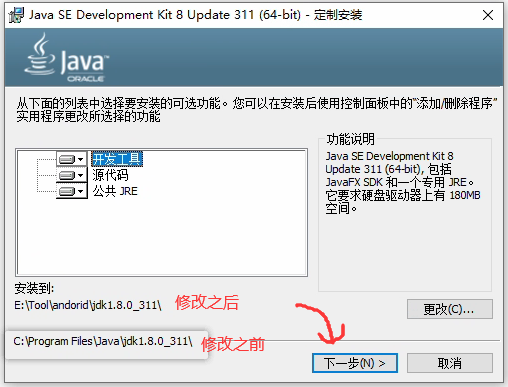 Java SE Development Kit 8 Update 311 (64-bit) - 定制安装
Java
ORACLE
从下面的列表中选择要安装的可选功能。您可以在安装后使用控制面板中的“添加/删除程序”
实用程序更改所选择的功能
开发工具
源代码
公共 JRE
功能说明
Java SE Development Kit 8
Update 311 (64-bit), 包括
JavaFX SDK 和一个专用 JRE。
它要求硬盘驱动器上有 180MB
空间。
安装到:
E:\Tool\andorid\jdk1.8.0_311\ 修改之后
更改(C)...
C:\Program Files\Java\jdk1.8.0_311\ 修改之前
下一步(N) >
取消